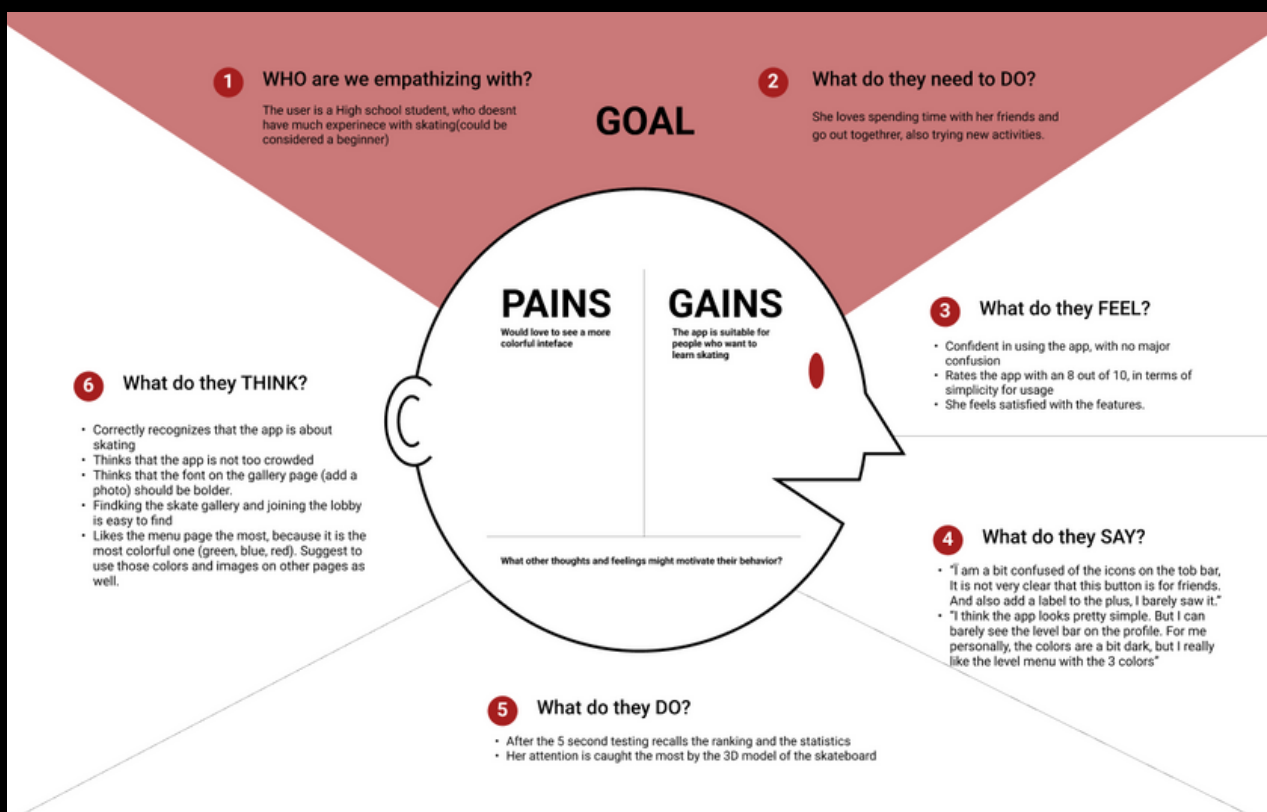 1 WHO are we empathizing with?
The user is a High school student, who doesnt
have much experinece with skating(could be
considered a beginner)
GOAL
2 What do they need to DO?
She loves spending time with her friends and
go out togethrer, also trying new activities.
PAINS
Would love to see a more
colorful inteface
GAINS
The app is suitable for
people who want to
learn skating
3 What do they FEEL?
• Confident in using the app, with no major
confusion
• Rates the app with an 8 out of 10, in terms of
simplicity for usage
• She feels satisfied with the features.
6 What do they THINK?
• Correctly recognizes that the app is about
skating
• Thinks that the app is not too crowded
• Thinks that the font on the gallery page (add a
photo) should be bolder.
• Findking the skate gallery and joining the lobby
is easy to find
• Likes the menu page the most, because it is the
most colorful one (green, blue, red). Suggest to
use those colors and images on other pages as
well.
What other thoughts and feelings might motivate their behavior?
4 What do they SAY?
• "I am a bit confused of the icons on the tob bar,
It is not very clear that this button is for friends.
And also add a label to the plus, I barely saw it."
• "I think the app looks pretty simple. But I can
barely see the level bar on the profile. For me
personally, the colors are a bit dark, but I really
like the level menu with the 3 colors"
5 What do they DO?
• After the 5 second testing recalls the ranking and the statistics
• Her attention is caught the most by the 3D model of the skateboard